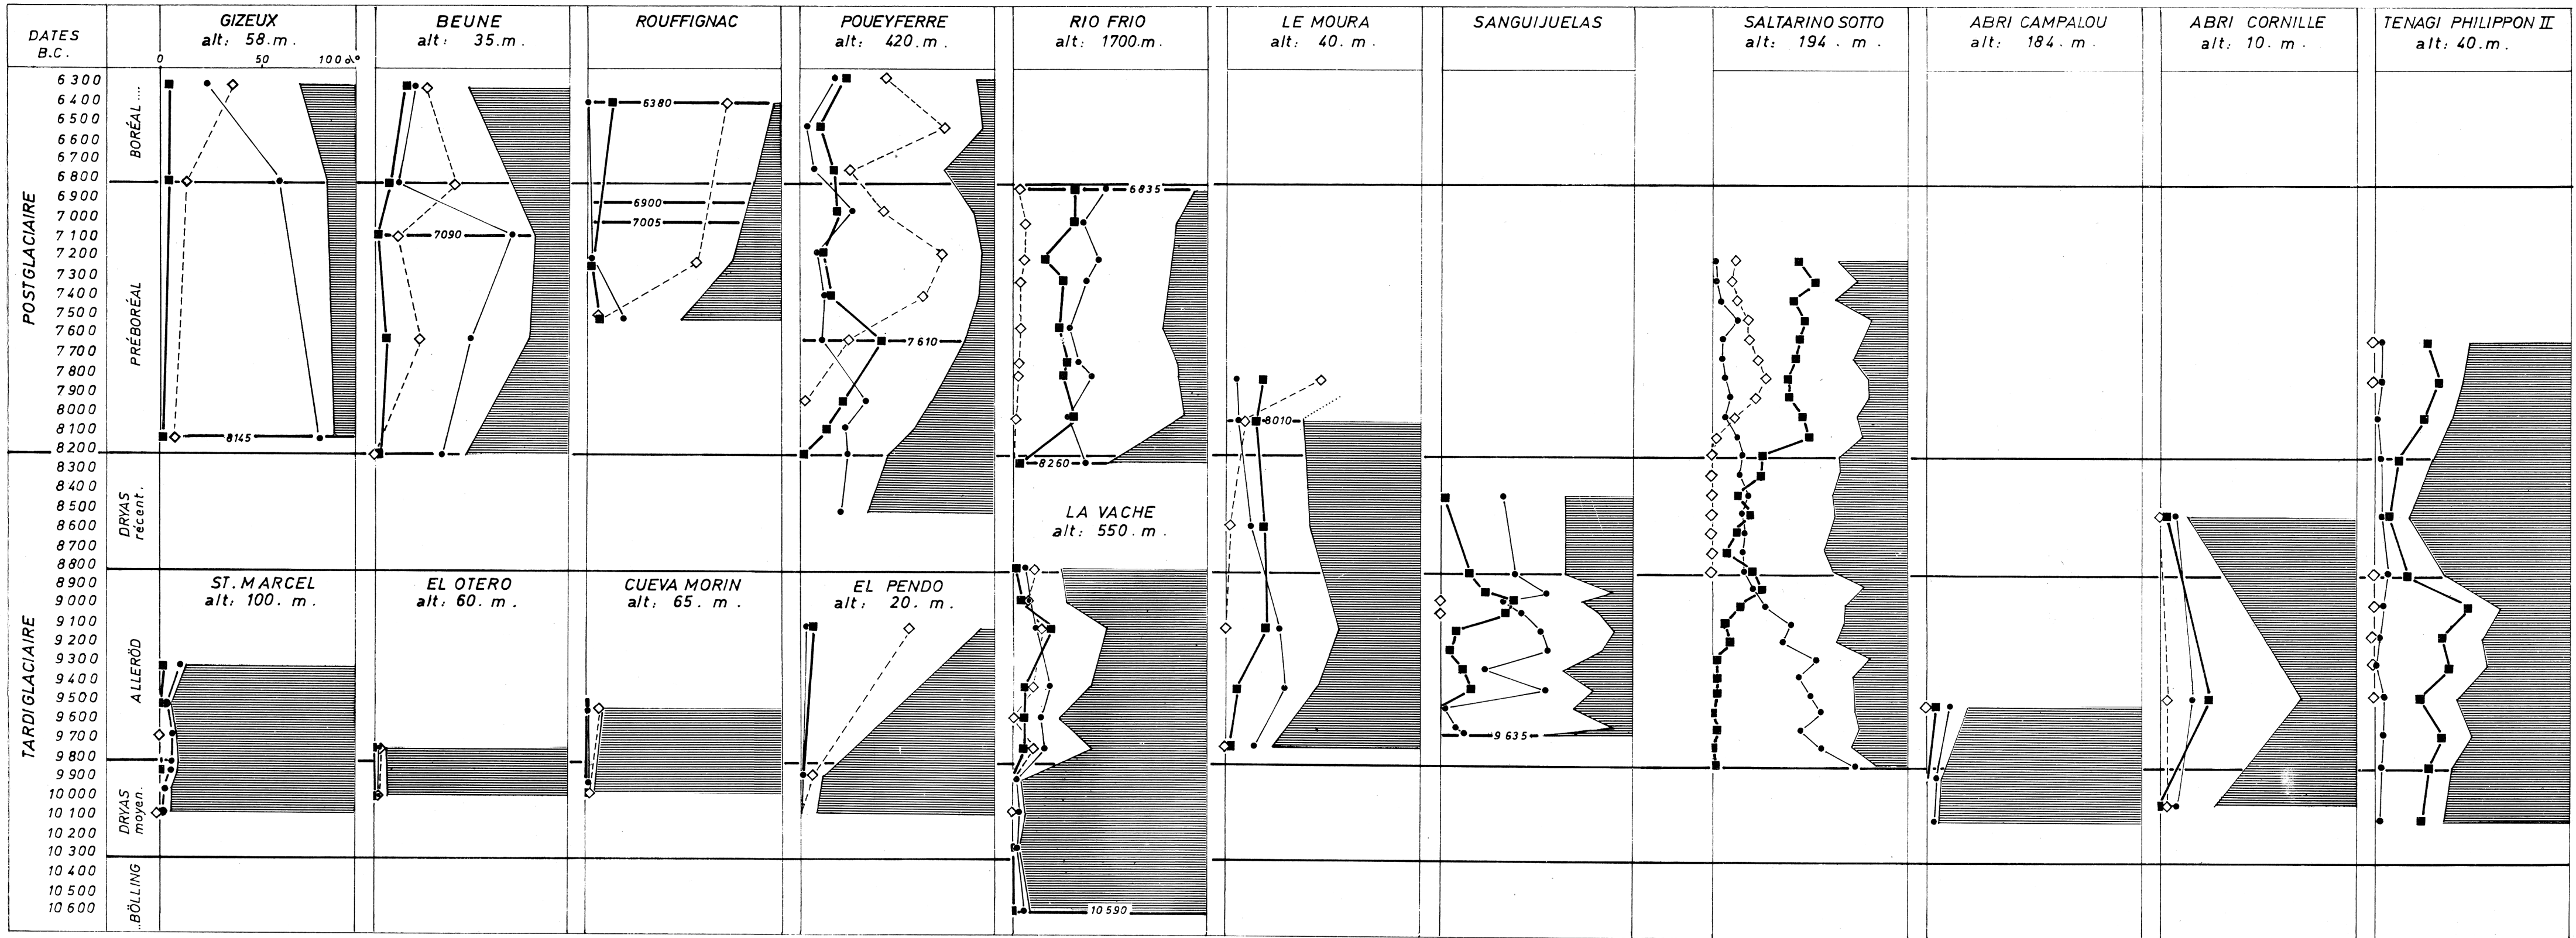 DATES
B.C.
GIZEUX
alt: 58.m.
BEUNE
alt: 35.m.
ROUFFIGNAC
POUEYFERRE
alt: 420.m.
RIO FRIO
alt: 1700.m.
LE MOURA
alt: 40.m.
SANGUIJUELAS
SALTARINO SOTTO
alt: 194.m.
ABRI CAMPALOU
alt: 184.m.
ABRI CORNILLE
alt: 10.m.
TENAGI PHILIPPON II
alt: 40.m.
0 50 100
POSTGLACIAIRE
TARDIGLACIAIRE
BORÉAL ....
PRÉBORÉAL
DRYAS
récent.
ALLERÖD
DRYAS
moyen.
..BÖLLING
6300
6400
6500
6600
6700
6800
6900
7000
7100
7200
7300
7400
7500
7600
7700
7800
7900
8000
8100
8200
8300
8400
8500
8600
8700
8800
8900
9000
9100
9200
9300
9400
9500
9600
9700
9800
9900
10000
10100
10200
10300
10400
10500
10600
8145
7090
6380
6900
7005
7610
6835
8260
8010
9635
10590
LA VACHE
alt: 550.m.
ST. MARCEL
alt: 100.m.
EL OTERO
alt: 60.m.
CUEVA MORIN
alt: 65.m.
EL PENDO
alt: 20.m.